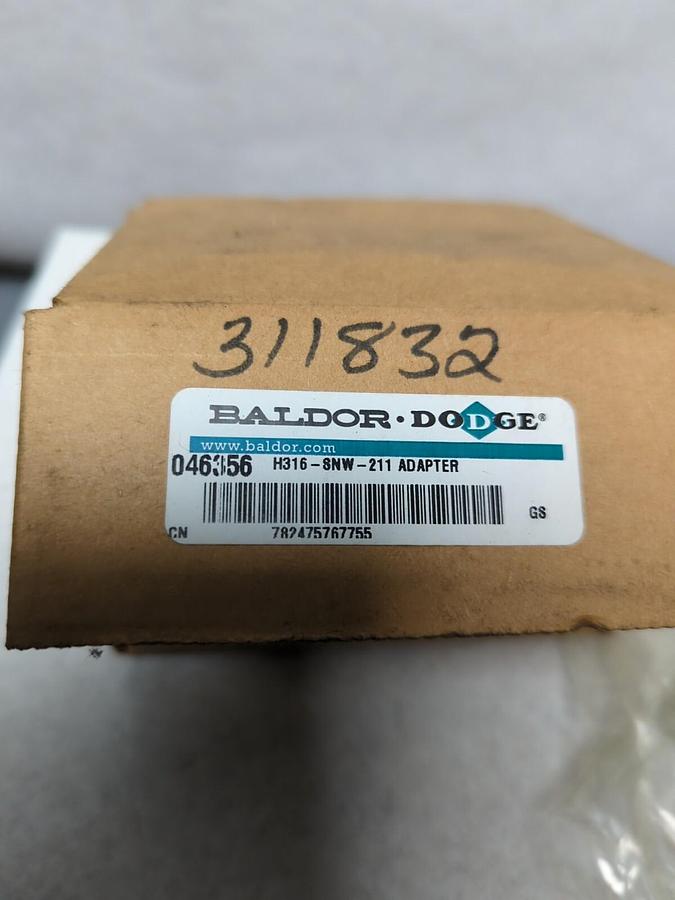 311832
BALDOR · DODGE®
www.baldor.com
046356 H316-SNW-211 ADAPTER
GS
CN 782475767755